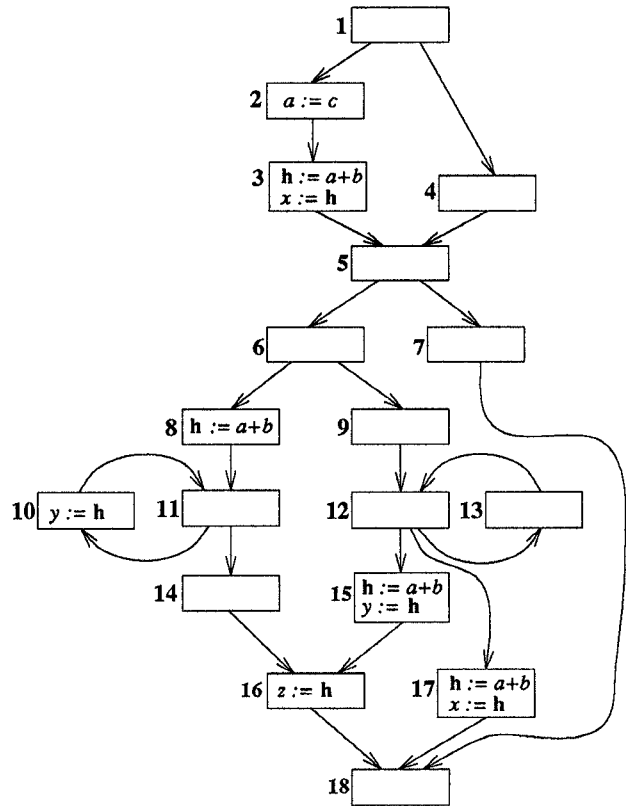 1
2 a := c
3 h := a+b
x := h
4
5
6
7
8 h := a+b
9
10 y := h
11
12
13
14
15 h := a+b
y := h
16 z := h
17 h := a+b
x := h
18